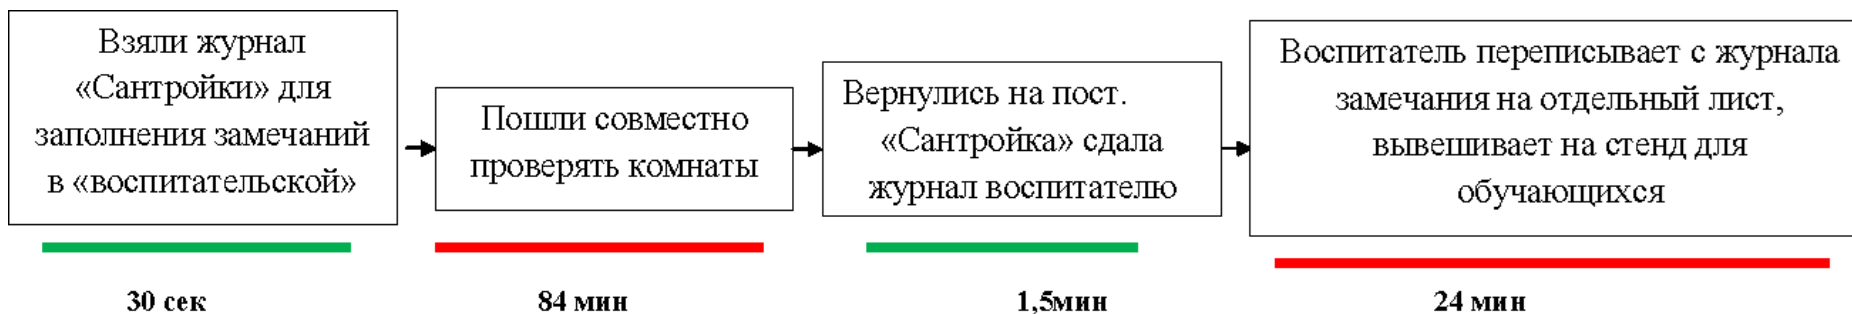 Взяли журнал
«Сантройки» для
заполнения замечаний
в «воспитательской»
Пошли совместно
проверять комнаты
Вернулись на пост.
«Сантройка» сдала
журнал воспитателю
Воспитатель переписывает с журнала
замечания на отдельный лист,
вывешивает на стенд для
обучающихся
30 сек
84 мин
1,5мин
24 мин